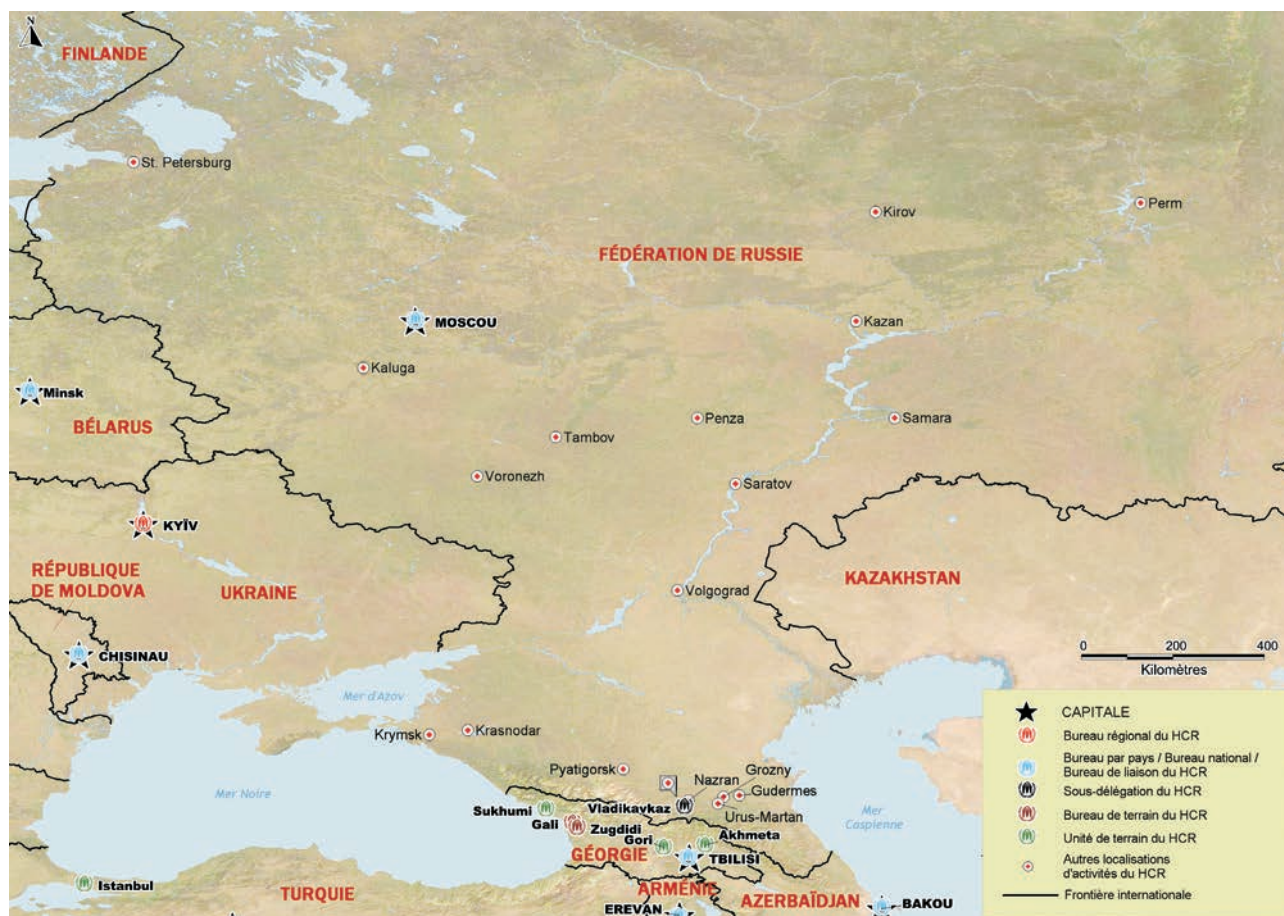 FINLANDE
St. Petersburg
Perm
Kirov
FÉDÉRATION DE RUSSIE
MOSCOU
Kazan
Kaluga
Minsk
BÉLARUS
Penza
Samara
Tambov
Voronezh
Saratov
KYÏV
RÉPUBLIQUE
DE MOLDOVA
UKRAINE
KAZAKHSTAN
Volgograd
CHISINAU
0 200 400
Kilomètres
Mer d'Azov
Krymsk
Krasnodar
Pyatigorsk
Nazran
Grozny
Gudermes
Mer Noire
Sukhumi
Vladikavkaz
Urus-Martan
Mer
Caspienne
Gali
Zugdidi
Gori
Akhmeta
GÉORGIE
TBILISI
Istanbul
TURQUIE
ARMÉNIE
AZERBAÏDJAN
EREVAN
BAKOU
CAPITALE
Bureau régional du HCR
Bureau par pays / Bureau national /
Bureau de liaison du HCR
Sous-délégation du HCR
Bureau de terrain du HCR
Unité de terrain du HCR
Autres localisations
d'activités du HCR
Frontière internationale